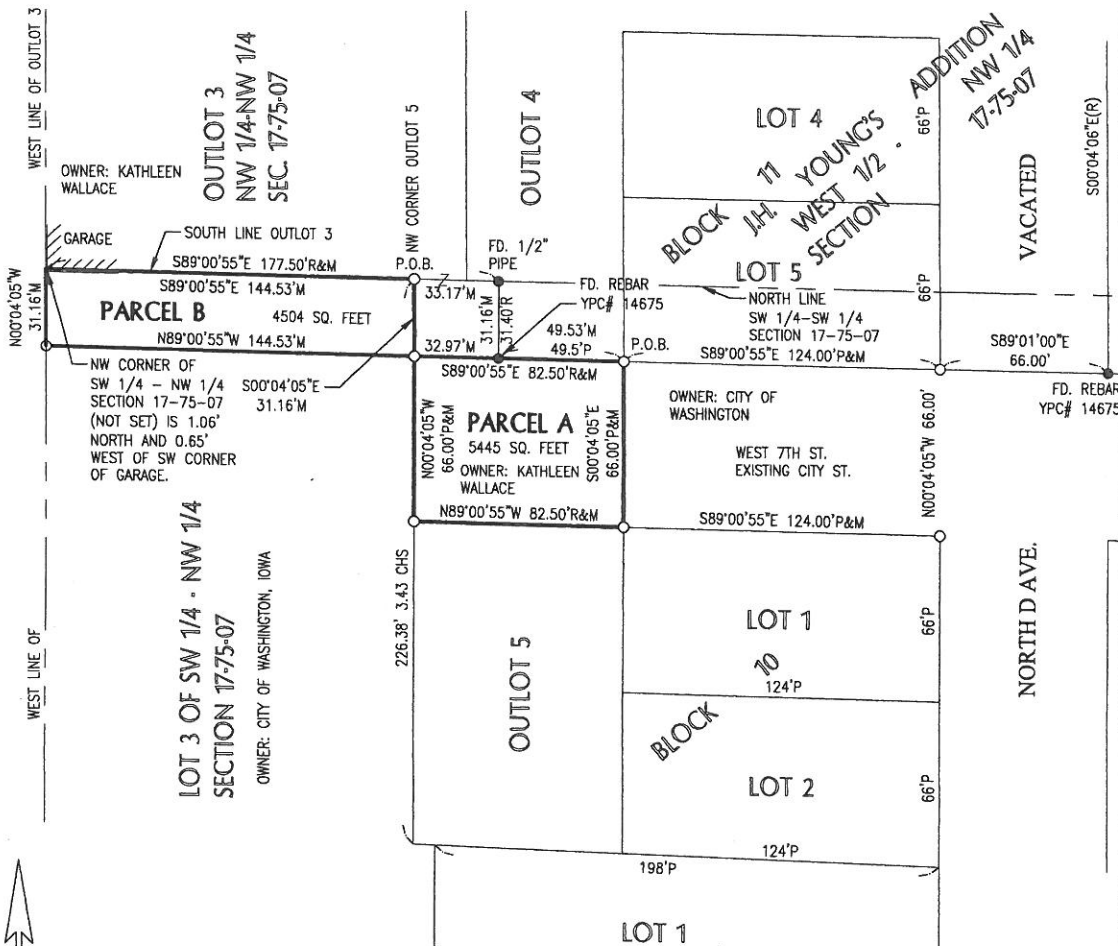 WEST LINE OF OUTLOT 3
OUTLOT 3
NW 1/4-NW 1/4
SEC. 17-75-07
OWNER: KATHLEEN
WALLACE
GARAGE
SOUTH LINE OUTLOT 3
S89°00'55"E 177.50'R&M
S89°00'55"E 144.53'M
PARCEL B
4504 SQ. FEET
N89°00'55"W 144.53'M
N00°04'05"W
31.16'M
NW CORNER OF
SW 1/4 - NW 1/4
SECTION 17-75-07
(NOT SET) IS 1.06'
NORTH AND 0.65'
WEST OF SW CORNER
OF GARAGE.
S00°04'05"E
31.16'M
NW CORNER OUTLOT 5
P.O.B.
OUTLOT 4
FD. 1/2"
PIPE
33.17'M
31.16'M
31.40'R
FD. REBAR
YPC# 14675
32.97'M
49.53'M
49.5'P
P.O.B.
S89°00'55"E 82.50'R&M
PARCEL A
5445 SQ. FEET
OWNER: KATHLEEN
WALLACE
N00°04'05"W
66.00'P&M
S00°04'05"E
66.00'P&M
N89°00'55"W 82.50'R&M
LOT 4
66'P
BLOCK 11
J.H. YOUNG'S ADDITION
WEST 1/2 - NW 1/4
SECTION 17-75-07
LOT 5
66'P
NORTH LINE
SW 1/4-SW 1/4
SECTION 17-75-07
VACATED
S00°04'06"E(R)
S89°00'55"E 124.00'P&M
S89°01'00"E
66.00'
FD. REBAR
YPC# 14675
OWNER: CITY OF
WASHINGTON
WEST 7TH ST.
EXISTING CITY ST.
N00°04'05"W 66.00'
S89°00'55"E 124.00'P&M
WEST LINE OF
LOT 3 OF SW 1/4 - NW 1/4
SECTION 17-75-07
OWNER: CITY OF WASHINGTON, IOWA
226.38' 3.43 CHS
OUTLOT 5
LOT 1
66'P
BLOCK 10
124'P
LOT 2
66'P
124'P
198'P
LOT 1
NORTH D AVE.